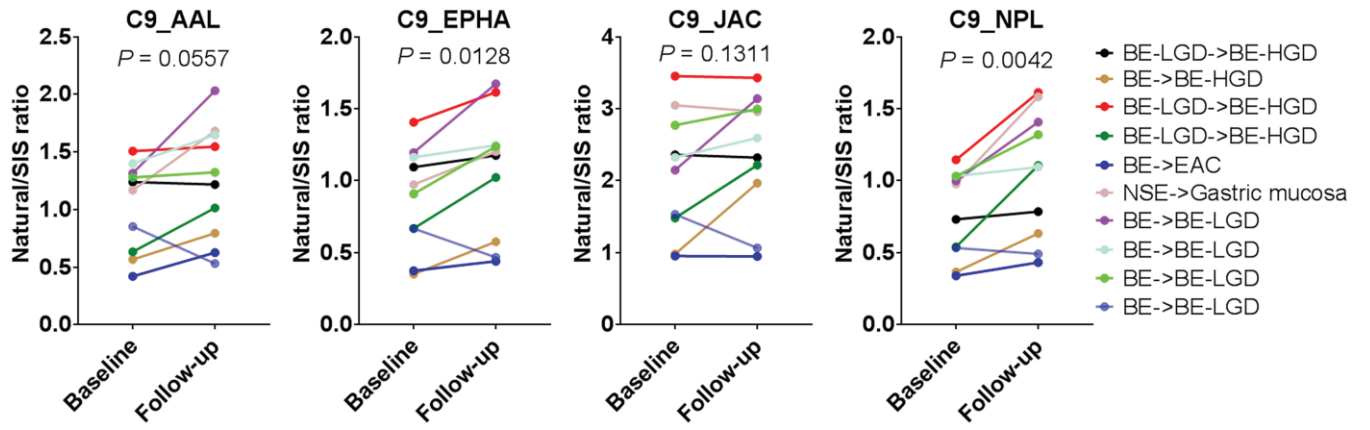 C9_AAL
Natural/SIS ratio
2.5
2.0
1.5
1.0
0.5
0.0
P = 0.0557
Baseline
Follow-up
C9_EPHA
Natural/SIS ratio
2.0
1.5
1.0
0.5
0.0
P = 0.0128
Baseline
Follow-up
C9_JAC
Natural/SIS ratio
4
3
2
1
0
P = 0.1311
Baseline
Follow-up
C9_NPL
Natural/SIS ratio
2.0
1.5
1.0
0.5
0.0
P = 0.0042
Baseline
Follow-up
BE-LGD->BE-HGD
BE->BE-HGD
BE-LGD->BE-HGD
BE-LGD->BE-HGD
BE->EAC
NSE->Gastric mucosa
BE->BE-LGD
BE->BE-LGD
BE->BE-LGD
BE->BE-LGD